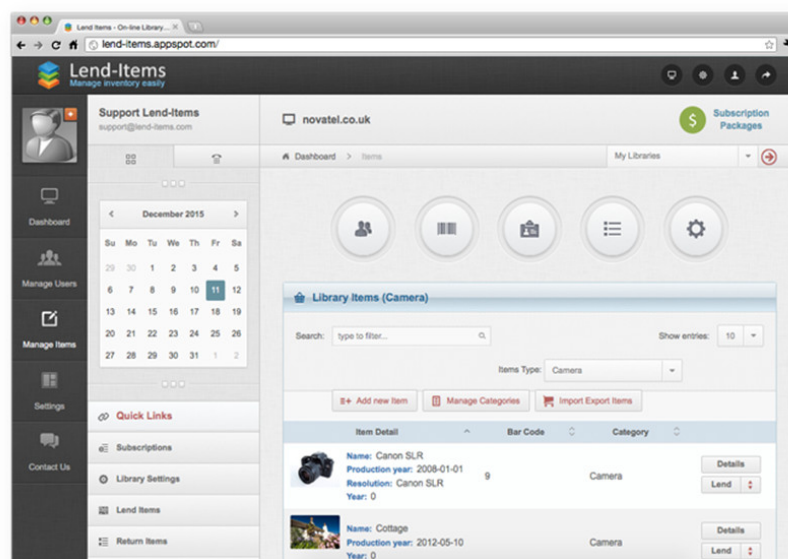 Lend Items - On-line Library...
lend-items.appspot.com/
Lend-Items
Manage inventory easily
Support Lend-Items
support@lend-items.com
novatel.co.uk
$
Subscription
Packages
Dashboard > Items
My Libraries
Dashboard
Manage Users
Manage Items
Settings
Contact Us
December 2015
Su Mo Tu We Th Fr Sa
29 30 1 2 3 4 5
6 7 8 9 10 11 12
13 14 15 16 17 18 19
20 21 22 23 24 25 26
27 28 29 30 31 1 2
Quick Links
Subscriptions
Library Settings
Lend Items
Return Items
Library Items (Camera)
Search: type to filter...
Show entries: 10
Items Type: Camera
Add new Item
Manage Categories
Import Export Items
Item Detail
Bar Code
Category
Name: Canon SLR
Production year: 2008-01-01
Resolution: Canon SLR
Year: 0
9
Camera
Details
Lend
Name: Cottage
Production year: 2012-05-10
Year: 0
Camera
Details
Lend